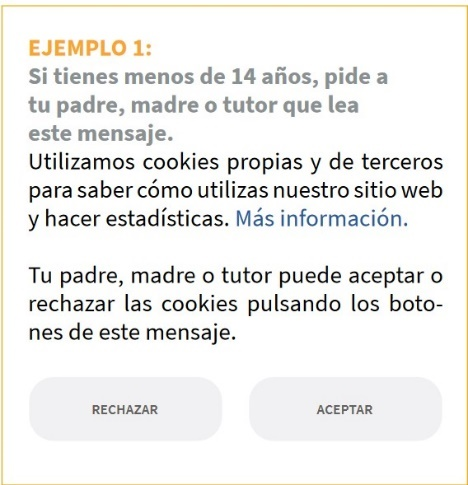 EJEMPLO 1:
Si tienes menos de 14 años, pide a
tu padre, madre o tutor que lea
este mensaje.
Utilizamos cookies propias y de terceros
para saber cómo utilizas nuestro sitio web
y hacer estadísticas. Más información.
Tu padre, madre o tutor puede aceptar o
rechazar las cookies pulsando los boto-
nes de este mensaje.
RECHAZAR ACEPTAR